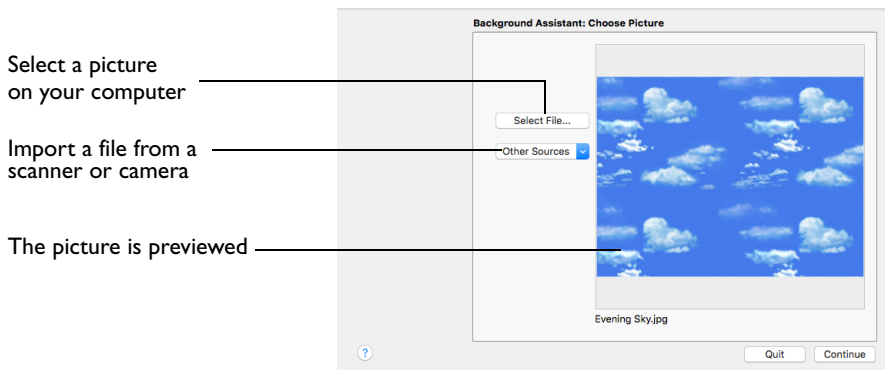 Background Assistant: Choose Picture
Select a picture
on your computer
Select File...
Import a file from a
scanner or camera
Other Sources
The picture is previewed
Evening Sky.jpg
?
Quit
Continue